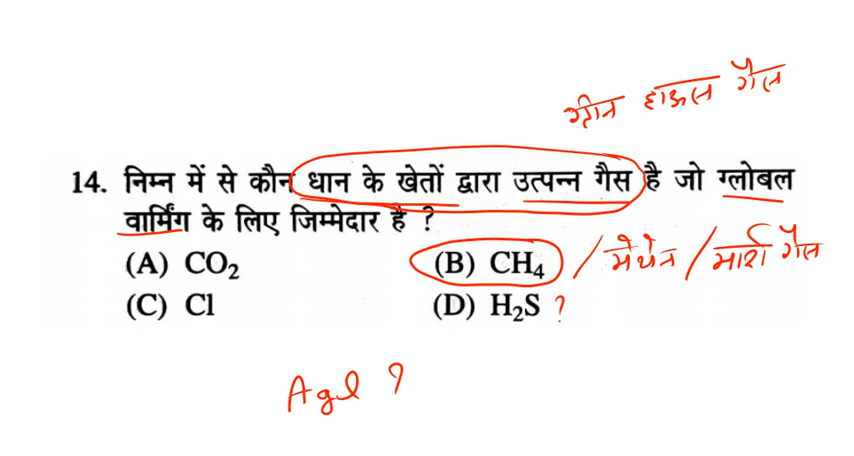 ग्रीन हाऊस गैस
14. निम्न में से कौन धान के खेतों द्वारा उत्पन्न गैस है जो ग्लोबल
वार्मिंग के लिए जिम्मेदार है ?
(A) CO₂ (B) CH₄ / मेथेन / मार्श गैस
(C) Cl (D) H₂S ?
Agl ?